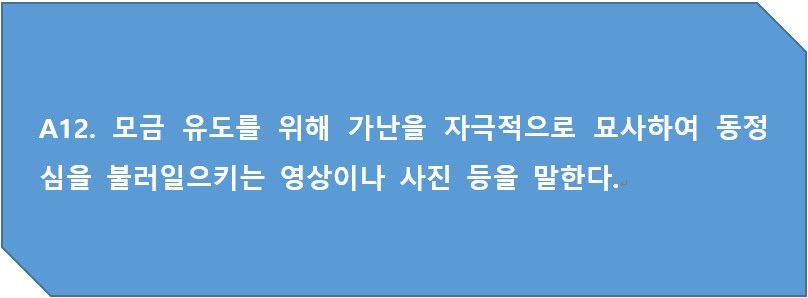 A12. 모금 유도를 위해 가난을 자극적으로 묘사하여 동정
심을 불러일으키는 영상이나 사진 등을 말한다.